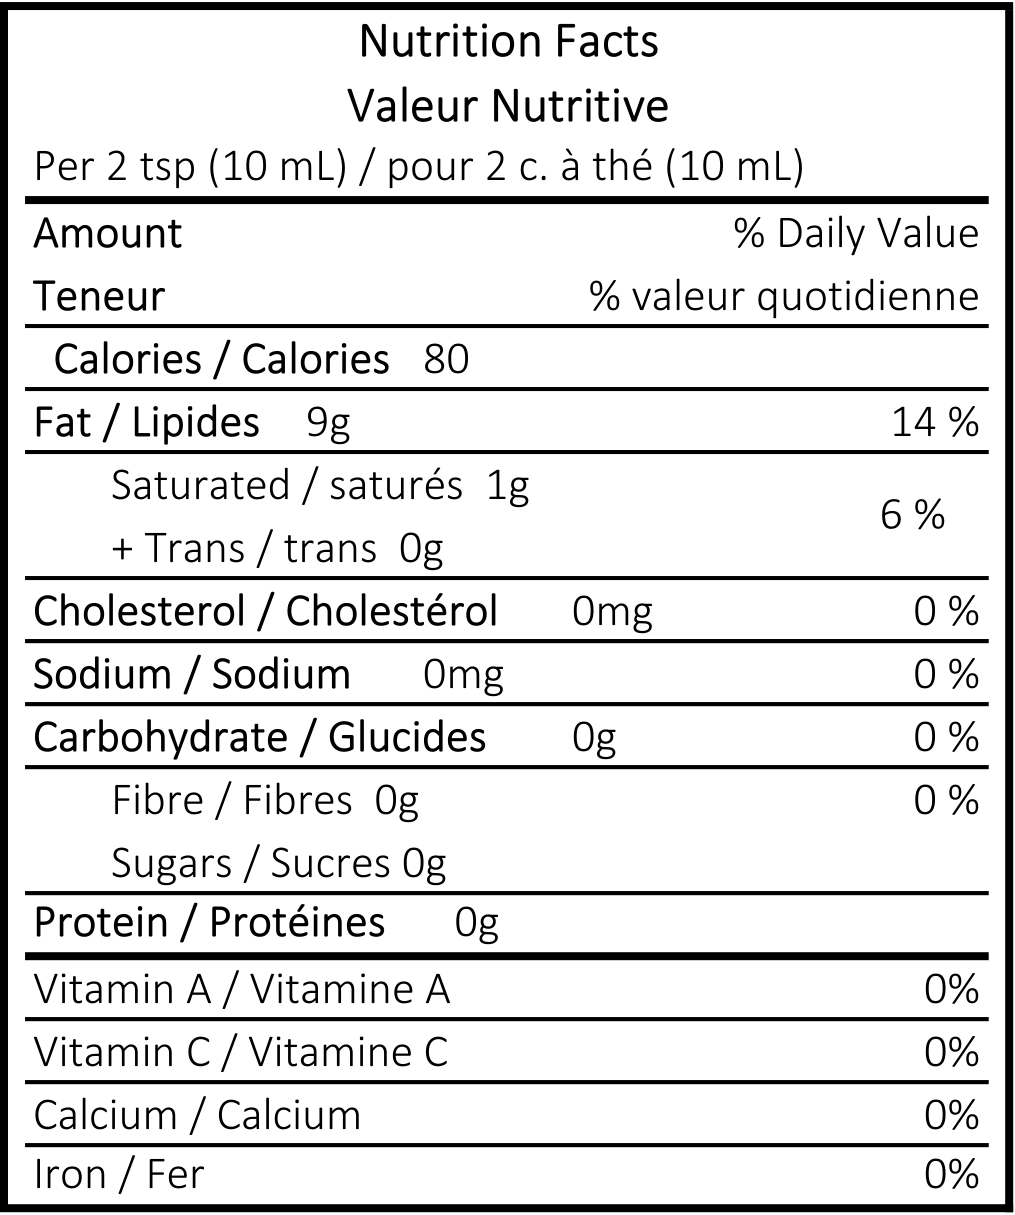 Nutrition Facts
Valeur Nutritive
Per 2 tsp (10 mL) / pour 2 c. à thé (10 mL)
Amount % Daily Value
Teneur % valeur quotidienne
Calories / Calories 80
Fat / Lipides 9g 14 %
Saturated / saturés 1g
6 %
+ Trans / trans 0g
Cholesterol / Cholestérol 0mg 0 %
Sodium / Sodium 0mg 0 %
Carbohydrate / Glucides 0g 0 %
Fibre / Fibres 0g 0 %
Sugars / Sucres 0g
Protein / Protéines 0g
Vitamin A / Vitamine A 0%
Vitamin C / Vitamine C 0%
Calcium / Calcium 0%
Iron / Fer 0%